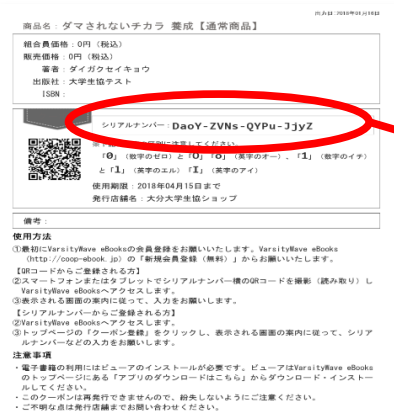 出力日:2018年01月18日
商品名:ダマされないチカラ 養成【通常商品】
組合員価格:0円(税込)
販売価格:0円(税込)
著者:ダイガクセイキョウ
出版社:大学生協テスト
ISBN:
シリアルナンバー:DaoY-ZVNs-QYPu-JjyZ
「0」(数字のゼロ)と「O」「o」(英字のオー)、「1」(数字のイチ)
と「l」(英字のエル)「I」(英字のアイ)
使用期限:2018年04月15日まで
発行店舗名:大分大学生協ショップ
備考:
使用方法
①最初にVarsityWave eBooksの会員登録をお願いいたします。VarsityWave eBooks
(http://coop-ebook.jp)の「新規会員登録(無料)」からお願いいたします。
【QRコードからご登録される方】
②スマートフォンまたはタブレットでシリアルナンバー横のQRコードを撮影(読み取り)し
VarsityWave eBooksへアクセスします。
③表示される画面の案内に従って、入力をお願いします。
【シリアルナンバーからご登録される方】
②VarsityWave eBooksへアクセスします。
③トップページの「クーポン登録」をクリックし、表示される画面の案内に従って、シリア
ルナンバーなどの入力をお願いします。
注意事項
・電子書籍の利用にはビューアのインストールが必要です。ビューアはVarsityWave eBooks
のトップページにある「アプリのダウンロードはこちら」からダウンロード・インストー
ルしてください。
・このクーポンは再発行できませんので、紛失しないようにご注意ください。
・ご不明な点は発行店舗までお問い合わせください。